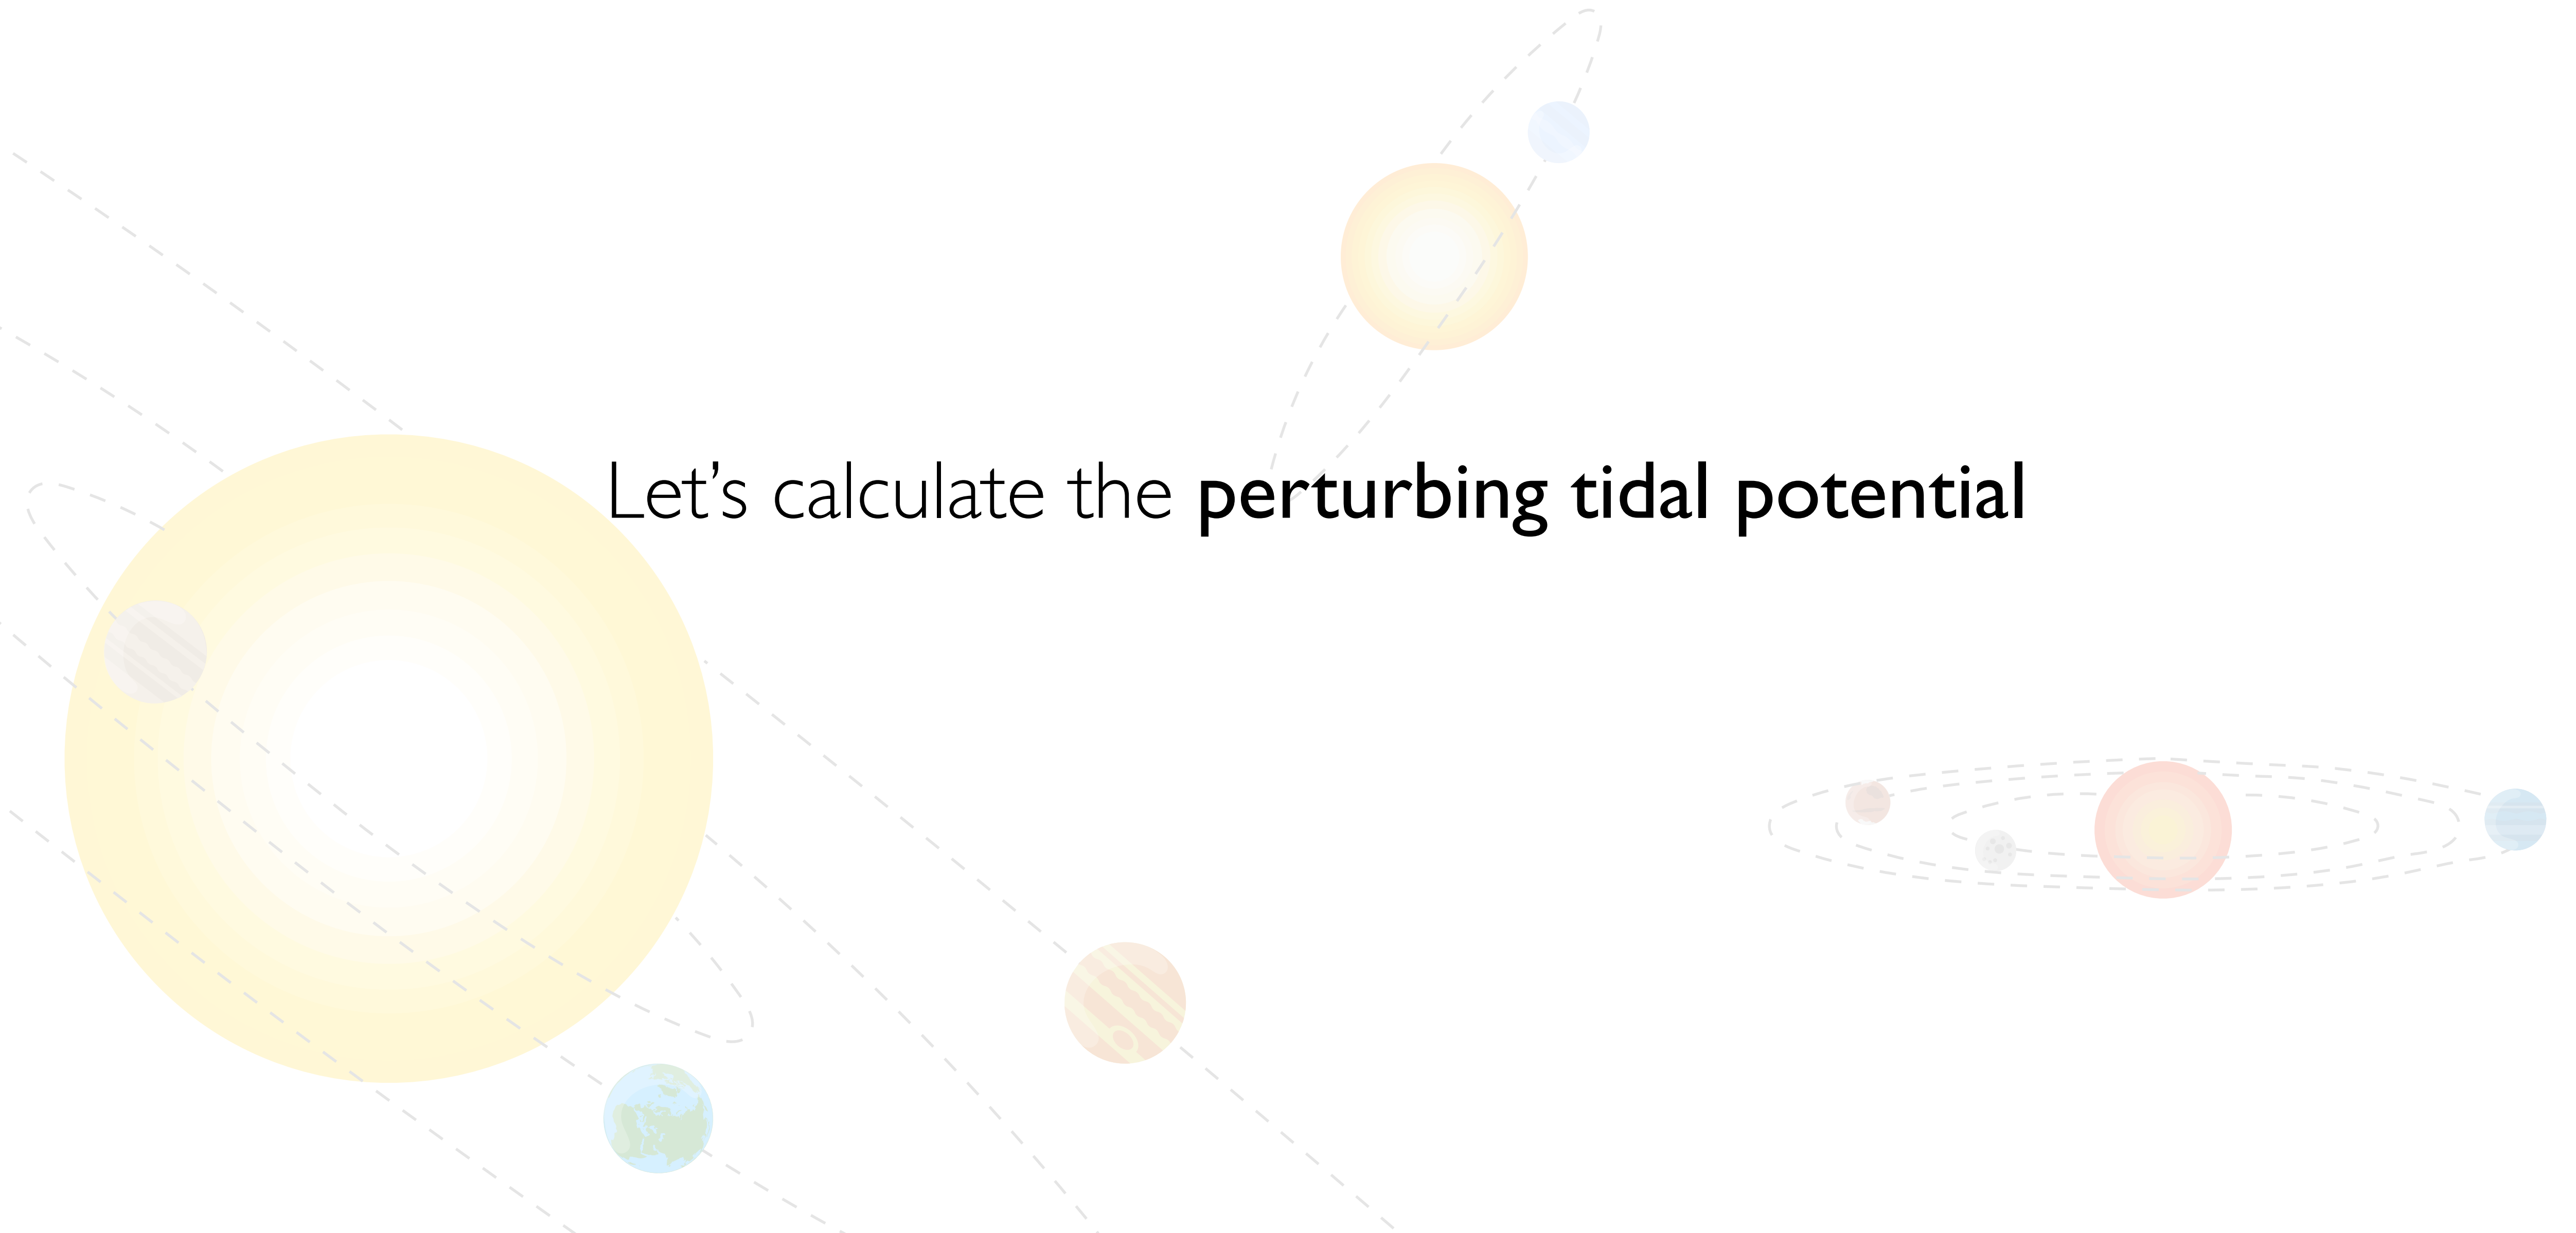 Let’s calculate the perturbing tidal potential